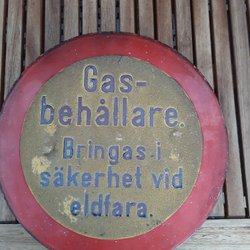 Gas-
behållare.
Bringas i
säkerhet vid
eldfara.